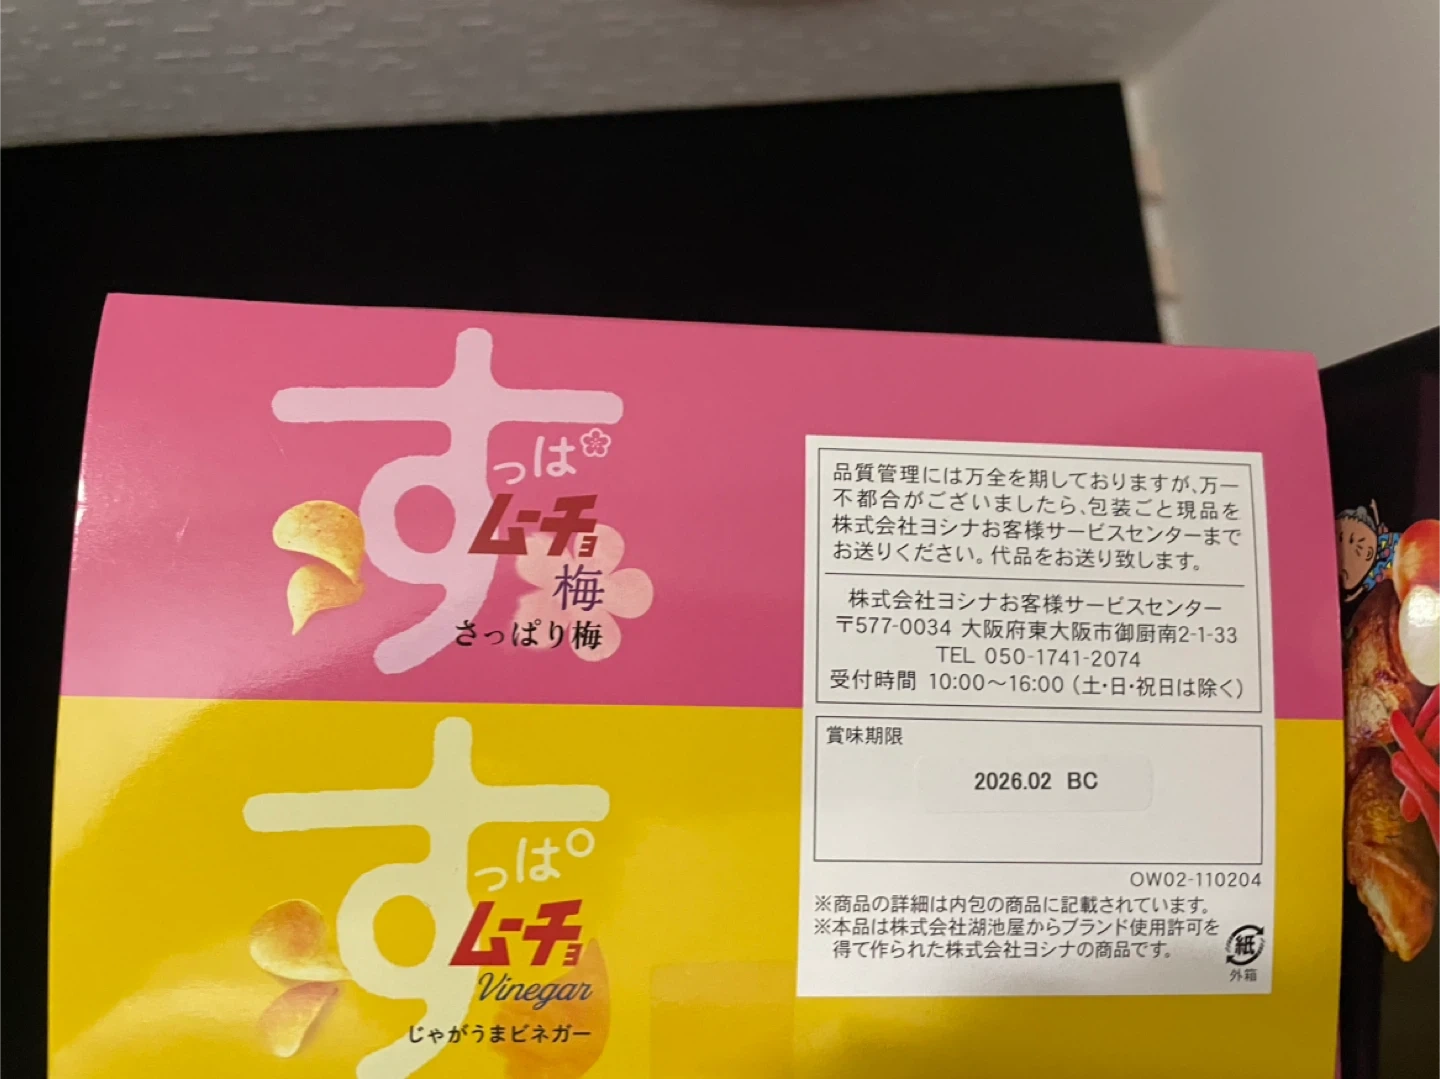 すっぱ
ムーチョ
梅
さっぱり梅
すっぱ
ムーチョ
Vinegar
じゃがうまビネガー
品質管理には万全を期しておりますが、万一
不都合がございましたら、包装ごと現品を
株式会社ヨシナお客様サービスセンターまで
お送りください。代品をお送り致します。
株式会社ヨシナお客様サービスセンター
〒577-0034 大阪府東大阪市御厨南2-1-33
TEL 050-1741-2074
受付時間 10:00〜16:00 (土・日・祝日は除く)
賞味期限
2026.02 BC
OW02-110204
※商品の詳細は内包の商品に記載されています。
※本品は株式会社湖池屋からブランド使用許可を
得て作られた株式会社ヨシナの商品です。
紙
外箱